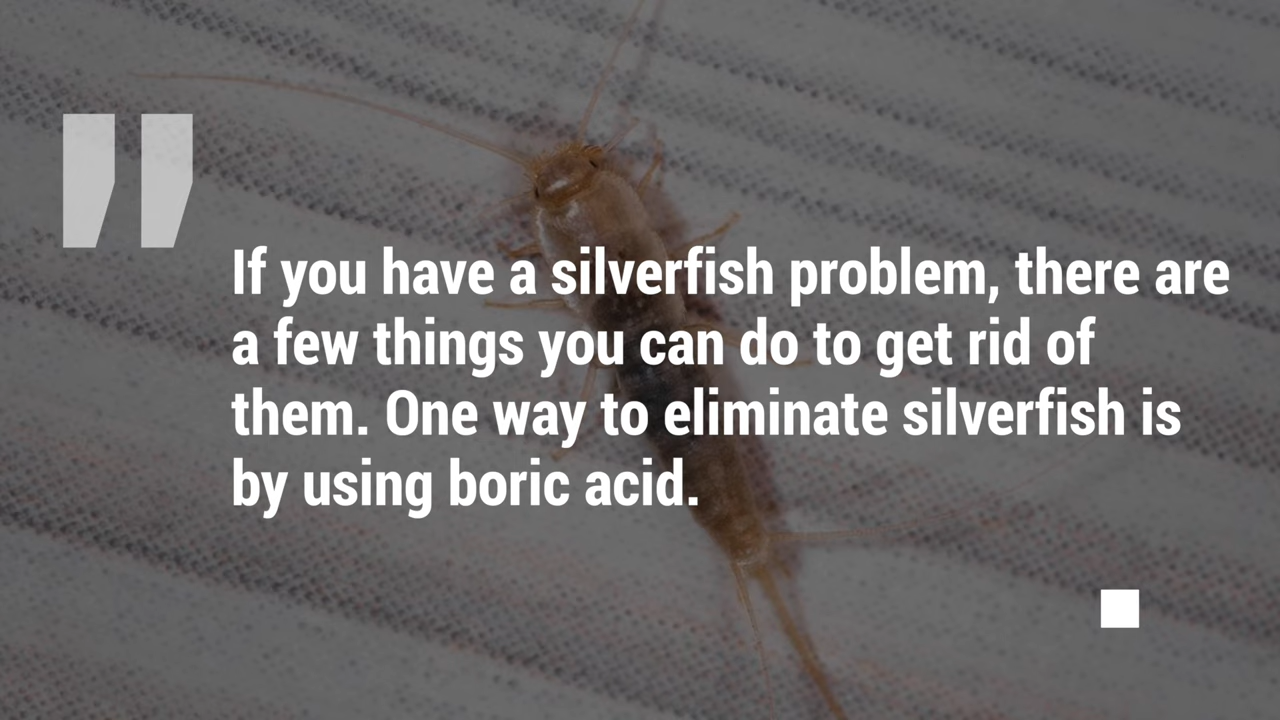 If you have a silverfish problem, there are
a few things you can do to get rid of
them. One way to eliminate silverfish is
by using boric acid.